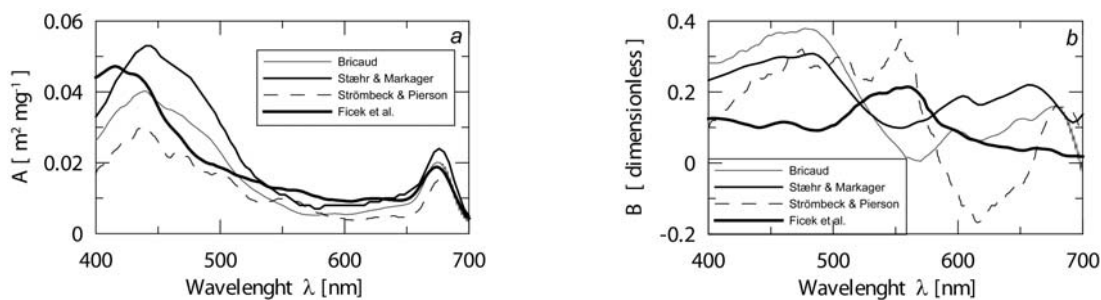 a
0.06
0.04
0.02
0
A [ m² mg⁻¹ ]
Bricaud
Stæhr & Markager
Strömbeck & Pierson
Ficek et al.
400 500 600 700
Wavelenght λ [nm]
b
0.4
0.2
0
-0.2
B [ dimensionless ]
Bricaud
Stæhr & Markager
Strömbeck & Pierson
Ficek et al.
400 500 600 700
Wavelenght λ [nm]